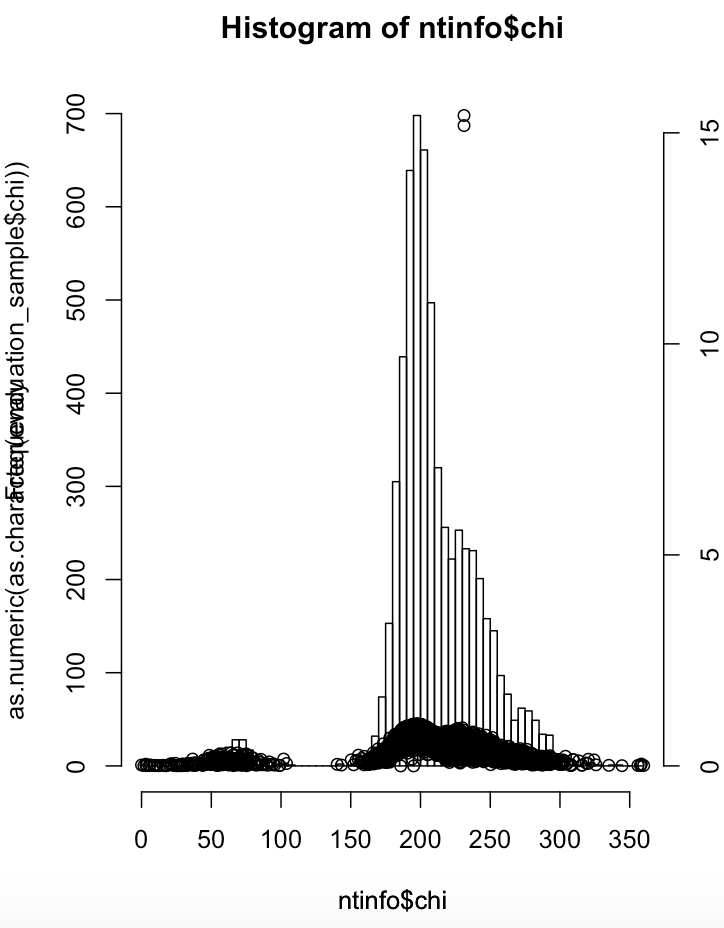 Histogram of ntinfo$chi
700
600
500
400
300
200
100
0
15
10
5
0
0 50 100 150 200 250 300 350
ntinfo$chi
as.numeric(as.character(evaluation_sample$chi))
Frequency